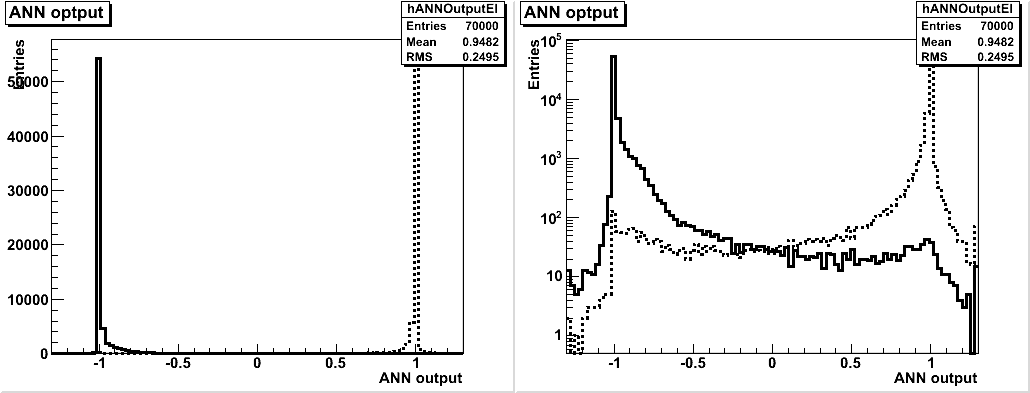 ANN optput
hANNOutputEl
Entries 70000
Mean 0.9482
RMS 0.2495
Entries
50000
40000
30000
20000
10000
0
-1 -0.5 0 0.5 1
ANN output
ANN optput
hANNOutputEl
Entries 70000
Mean 0.9482
RMS 0.2495
Entries
10^5
10^4
10^3
10^2
10
1
-1 -0.5 0 0.5 1
ANN output